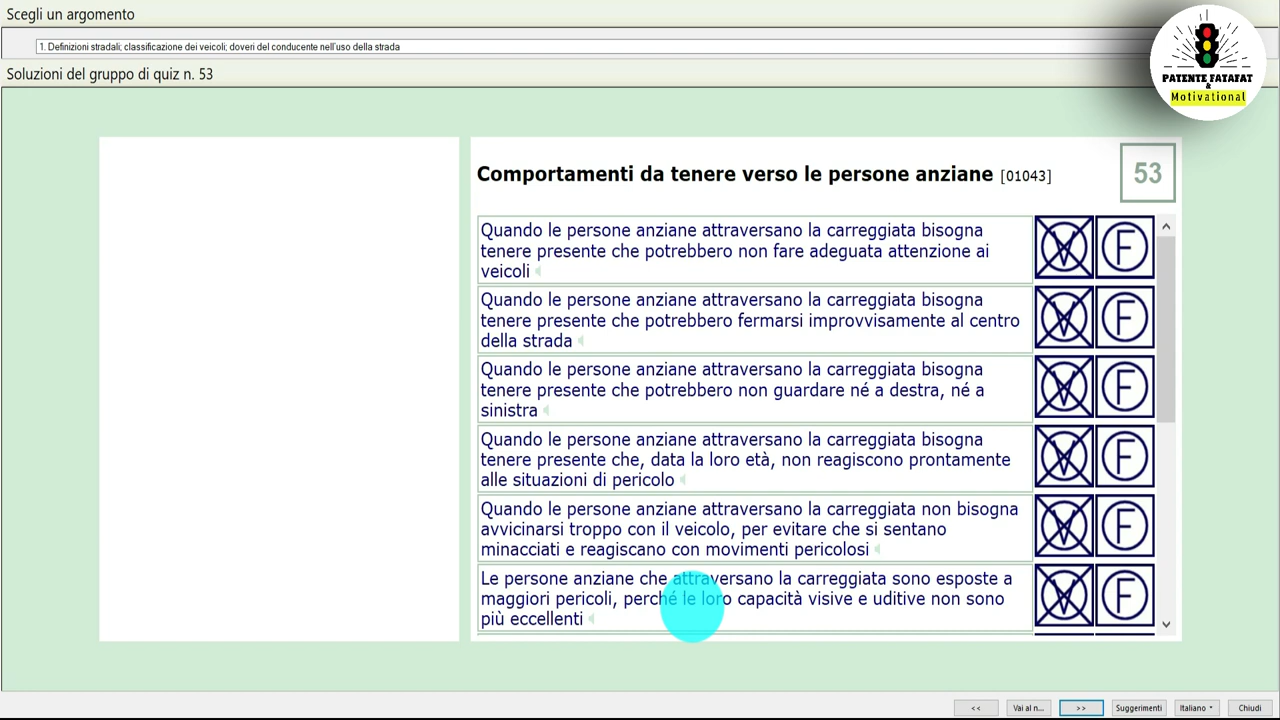 Scegli un argomento
1. Definizioni stradali; classificazione dei veicoli; doveri del conducente nell'uso della strada
Soluzioni del gruppo di quiz n. 53
PATENTE FATAFAT
&
Motivational
Comportamenti da tenere verso le persone anziane [01043]
53
Quando le persone anziane attraversano la carreggiata bisogna
tenere presente che potrebbero non fare adeguata attenzione ai
veicoli
V F
Quando le persone anziane attraversano la carreggiata bisogna
tenere presente che potrebbero fermarsi improvvisamente al centro
della strada
V F
Quando le persone anziane attraversano la carreggiata bisogna
tenere presente che potrebbero non guardare né a destra, né a
sinistra
V F
Quando le persone anziane attraversano la carreggiata bisogna
tenere presente che, data la loro età, non reagiscono prontamente
alle situazioni di pericolo
V F
Quando le persone anziane attraversano la carreggiata non bisogna
avvicinarsi troppo con il veicolo, per evitare che si sentano
minacciati e reagiscano con movimenti pericolosi
V F
Le persone anziane che attraversano la carreggiata sono esposte a
maggiori pericoli, perché le loro capacità visive e uditive non sono
più eccellenti
V F
<< Vai al n... >> Suggerimenti Italiano Chiudi